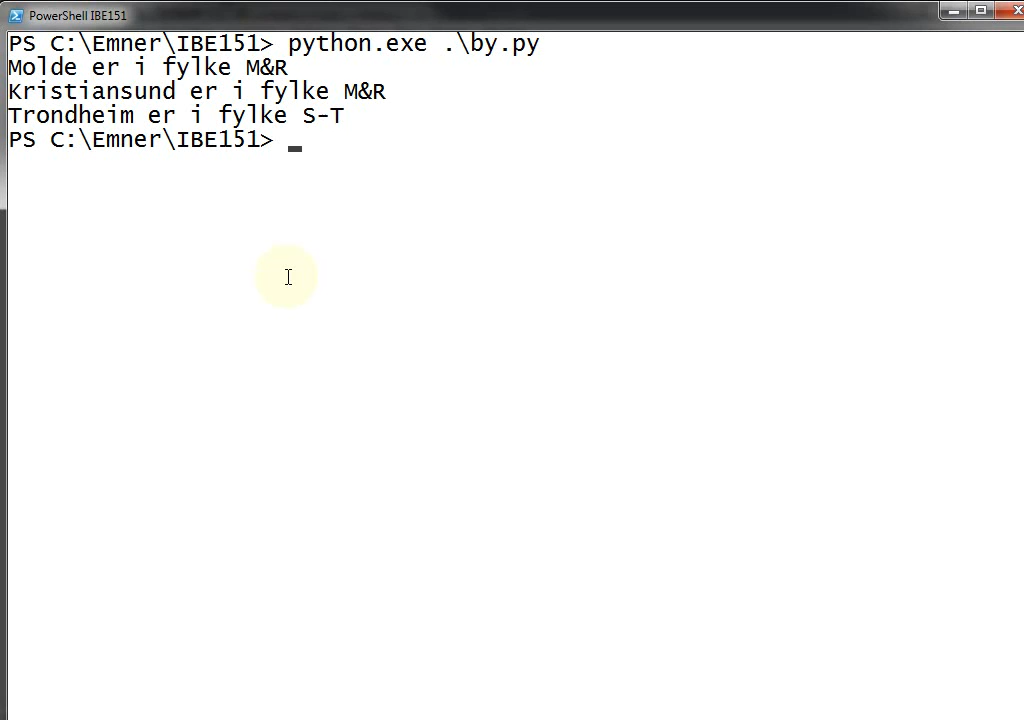 PowerShell IBE151
PS C:\Emner\IBE151> python.exe .\by.py
Molde er i fylke M&R
Kristiansund er i fylke M&R
Trondheim er i fylke S-T
PS C:\Emner\IBE151>